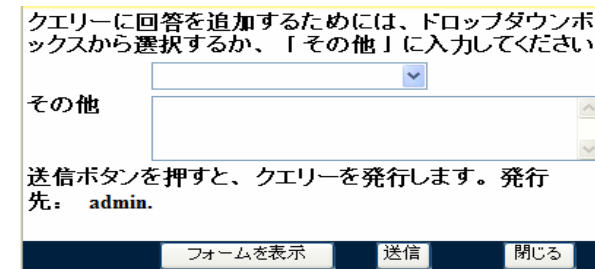 クエリーに回答を追加するためには、ドロップダウンボ
ックスから選択するか、「その他」に入力してください
その他
送信ボタンを押すと、クエリーを発行します。発行
先： admin.
フォームを表示 送信 閉じる